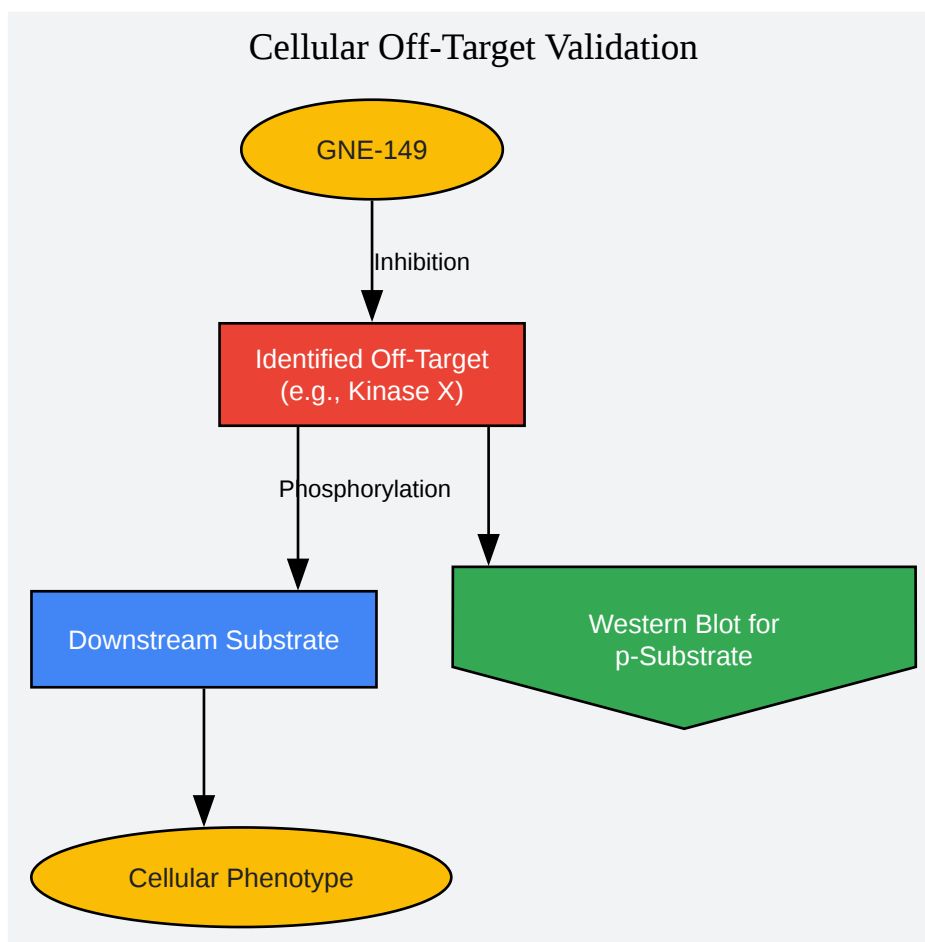 Cellular Off-Target Validation
GNE-149
Inhibition
Identified Off-Target
(e.g., Kinase X)
Phosphorylation
Downstream Substrate
Western Blot for
p-Substrate
Cellular Phenotype